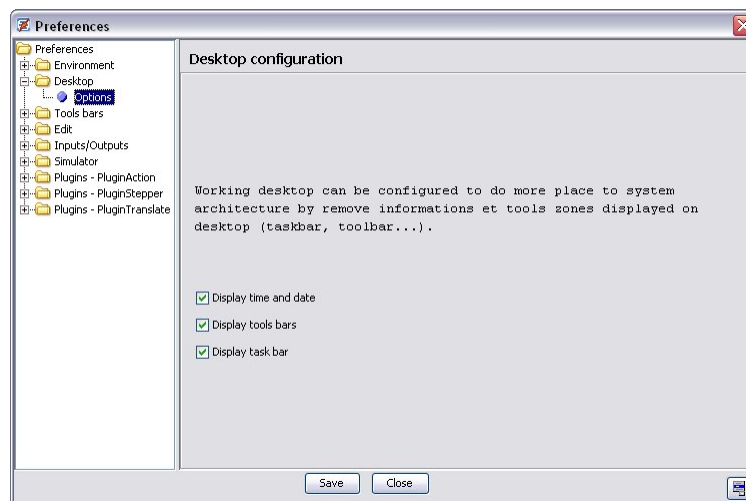 Preferences
Preferences
Environment
Desktop
Options
Tools bars
Edit
Inputs/Outputs
Simulator
Plugins - PluginAction
Plugins - PluginStepper
Plugins - PluginTranslate
Desktop configuration
Working desktop can be configured to do more place to system
architecture by remove informations et tools zones displayed on
desktop (taskbar, toolbar...).
Display time and date
Display tools bars
Display task bar
Save
Close